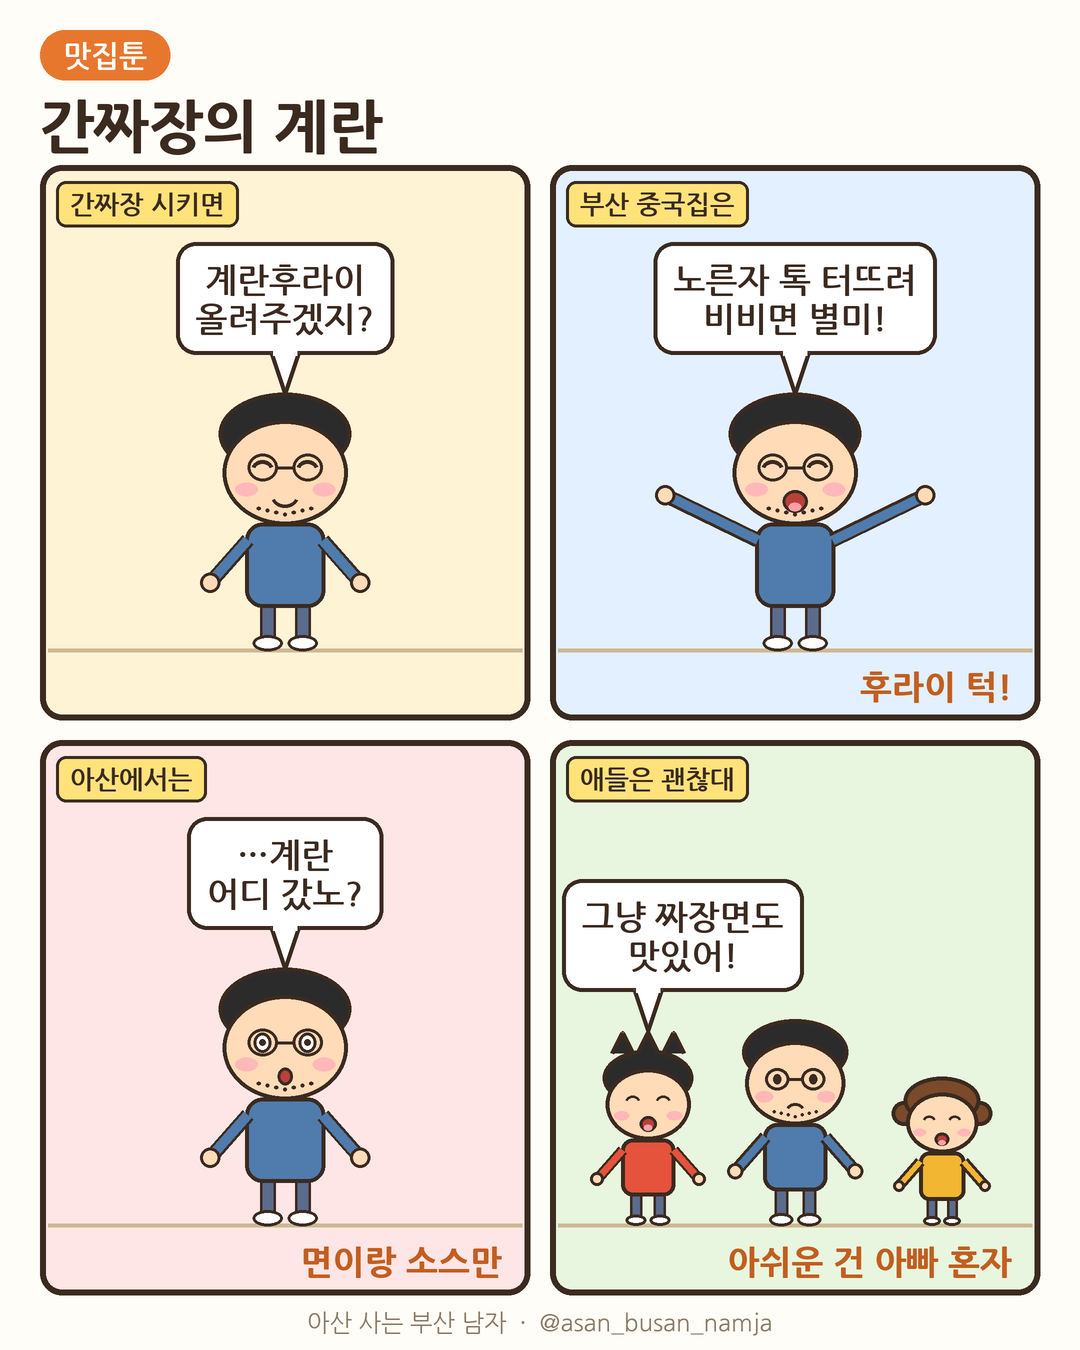 맛집툰
간짜장의 계란
간짜장 시키면
계란후라이
올려주겠지?
부산 중국집은
노른자 톡 터뜨려
비비면 별미!
후라이 턱!
아산에서는
…계란
어디 갔노?
면이랑 소스만
애들은 괜찮대
그냥 짜장면도
맛있어!
아쉬운 건 아빠 혼자
아산 사는 부산 남자 · @asan_busan_namja